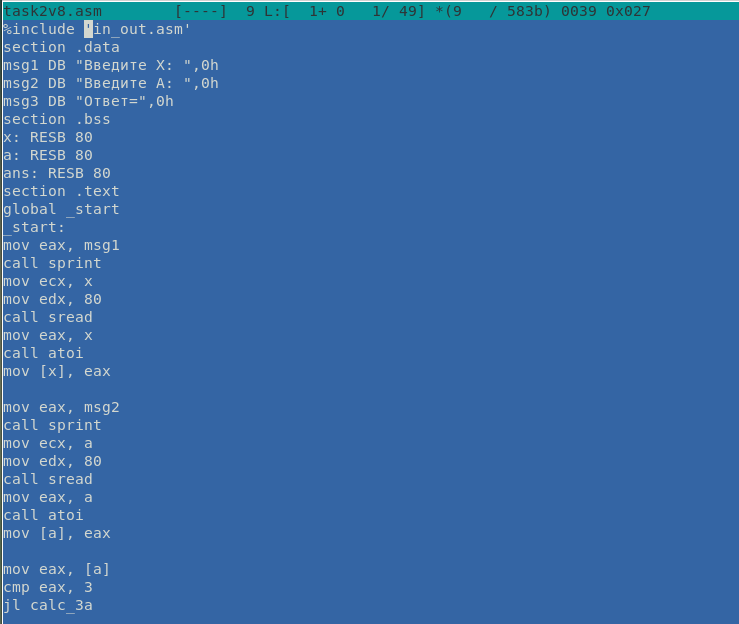 task2v8.asm [----] 9 L:[ 1+ 0 1/ 49] *(9 / 583b) 0039 0x027
%include 'in_out.asm'
section .data
msg1 DB "Введите X: ",0h
msg2 DB "Введите A: ",0h
msg3 DB "Ответ=",0h
section .bss
x: RESB 80
a: RESB 80
ans: RESB 80
section .text
global _start
_start:
mov eax, msg1
call sprint
mov ecx, x
mov edx, 80
call sread
mov eax, x
call atoi
mov [x], eax

mov eax, msg2
call sprint
mov ecx, a
mov edx, 80
call sread
mov eax, a
call atoi
mov [a], eax

mov eax, [a]
cmp eax, 3
jl calc_3a